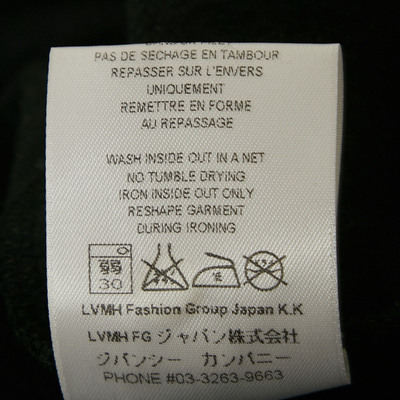 PAS DE SECHAGE EN TAMBOUR
REPASSER SUR L'ENVERS
UNIQUEMENT
REMETTRE EN FORME
AU REPASSAGE
WASH INSIDE OUT IN A NET
NO TUMBLE DRYING
IRON INSIDE OUT ONLY
RESHAPE GARMENT
DURING IRONING
弱
30
LVMH Fashion Group Japan K.K
LVMH FG ジャパン株式会社
ジバンシー カンパニー
PHONE #03-3263-9663